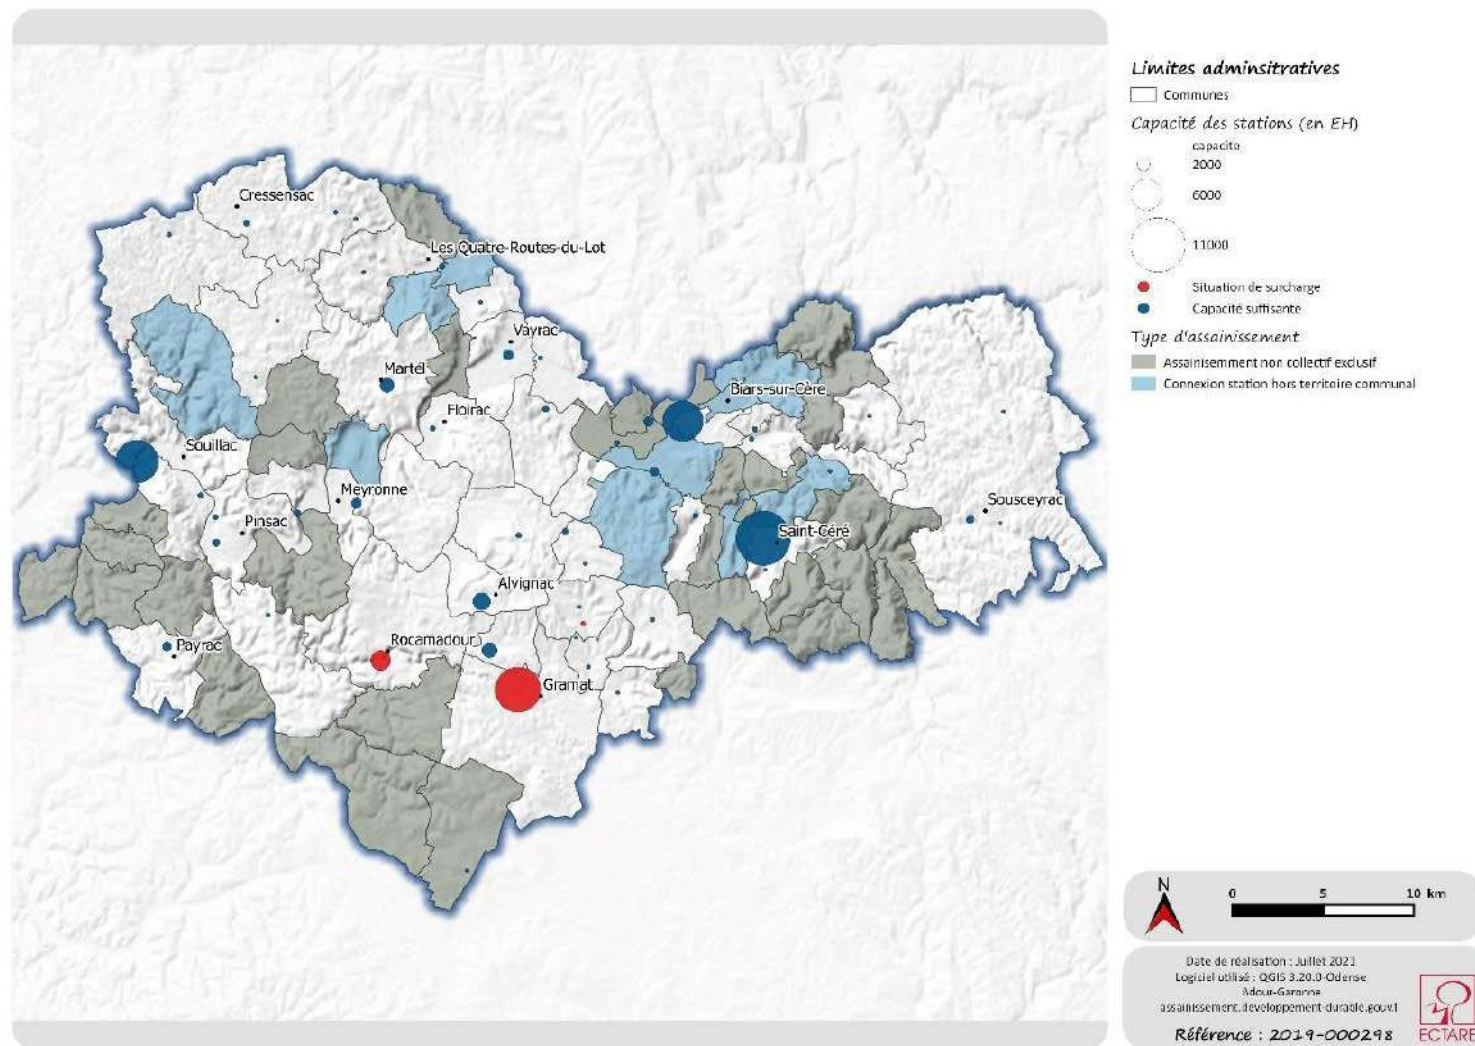 Cressensac
Les Quatre-Routes-du-Lot
Vayrac
Martel
Biars-sur-Cère
Floirac
Souillac
Meyronne
Sousceyrac
Pinsac
Saint-Céré
Alvignac
Rocamadour
Payrac
Gramat
Limites adminsitratives
Communes
Capacité des stations (en EH)
capacite
2000
6000
11000
Situation de surcharge
Capacité suffisante
Type d'assainissement
Assainisemment non collectif exclusif
Connexion station hors territoire communal
N
0 5 10 km
Date de réalisation : Juillet 2021
Logiciel utilisé : QGIS 3.20.0-Odense
Adour-Garonne
assainissement.developpement-durable.gouv.f
Référence : 2019-000298
ECTARE